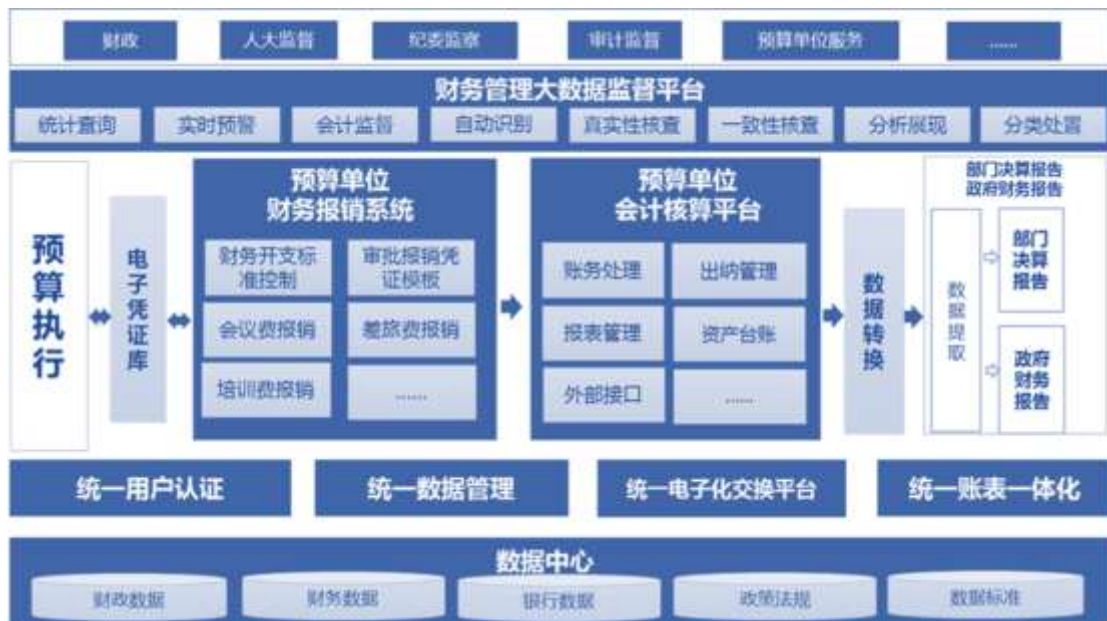 财政
人大监督
纪委监察
审计监督
预算单位服务
......
财务管理大数据监督平台
统计查询
实时预警
会计监督
自动识别
真实性核查
一致性核查
分析展现
分类处置
预算执行
电子凭证库
预算单位
财务报销系统
财务开支标
准控制
审批报销凭
证模板
会议费报销
差旅费报销
培训费报销
......
预算单位
会计核算平台
账务处理
出纳管理
报表管理
资产台账
外部接口
......
数据转换
部门决算报告
政府财务报告
数据提取
部门
决算
报告
政府
财务
报告
统一用户认证
统一数据管理
统一电子化交换平台
统一账表一体化
数据中心
财政数据
财务数据
银行数据
政策法规
数据标准